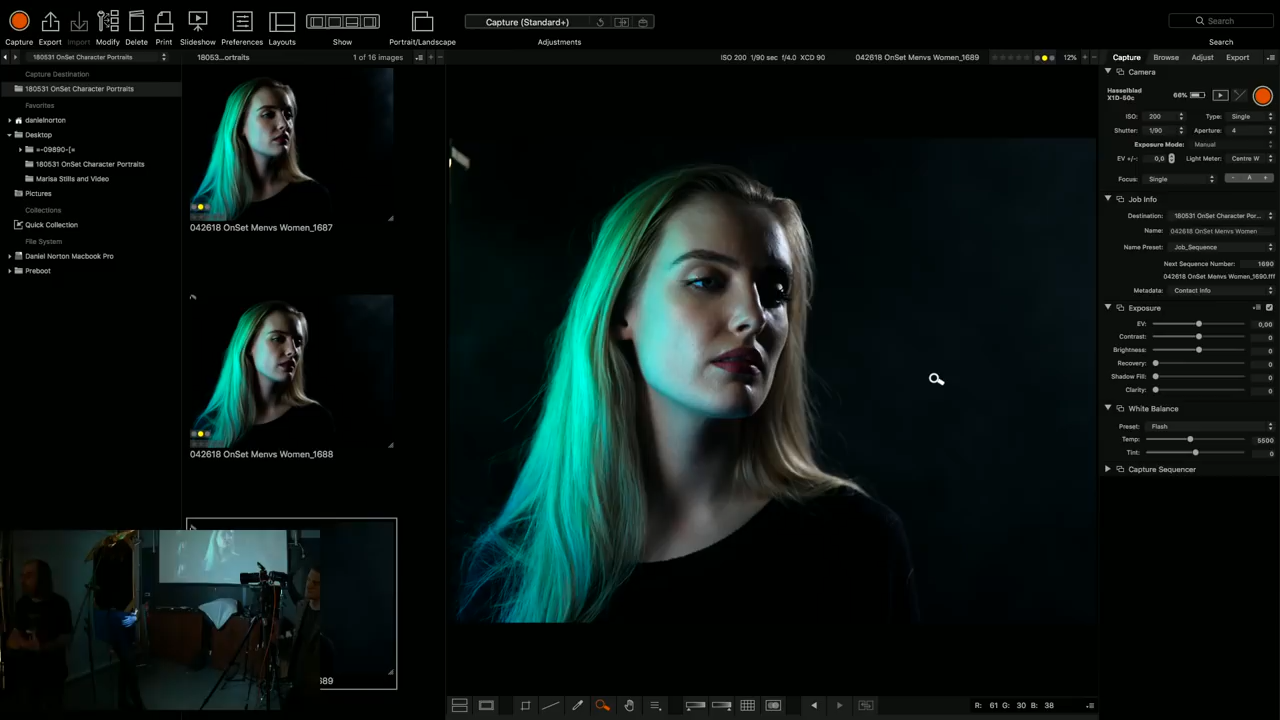 Capture Export Import Modify Delete Print Slideshow Preferences Layouts Show Portrait/Landscape
Capture (Standard+)
Adjustments
Search
Search
180531 OnSet Character Portraits
18053...ortraits
1 of 16 images
ISO 200 1/90 sec f/4.0 XCD 90
042618 OnSet Menvs Women_1689
12%
Capture Browse Adjust Export
Capture Destination
180531 OnSet Character Portraits
Favorites
danielnorton
Desktop
180531 OnSet Character Portraits
Marisa Stills and Video
Pictures
Collections
Quick Collection
File System
Daniel Norton Macbook Pro
Preboot
042618 OnSet Menvs Women_1687
042618 OnSet Menvs Women_1688
689
Camera
Hasselblad
X1D-50c
68%
ISO: 200 Type: Single
Shutter: 1/90 Aperture: 4
Exposure Mode: Manual
EV +/-: 0,0 Light Meter: Centre W
Focus: Single - A +
Job Info
Destination: 180531 OnSet Character Por...
Name: 042618 OnSet Menvs Women
Name Preset: Job_Sequence
Next Sequence Number: 1690
042618 OnSet Menvs Women_1690.fff
Metadata: Contact Info
Exposure
EV: 0,00
Contrast: 0
Brightness: 0
Recovery: 0
Shadow Fill: 0
Clarity: 0
White Balance
Preset: Flash
Temp: 5500
Tint: 0
Capture Sequencer
R: 61 G: 30 B: 38